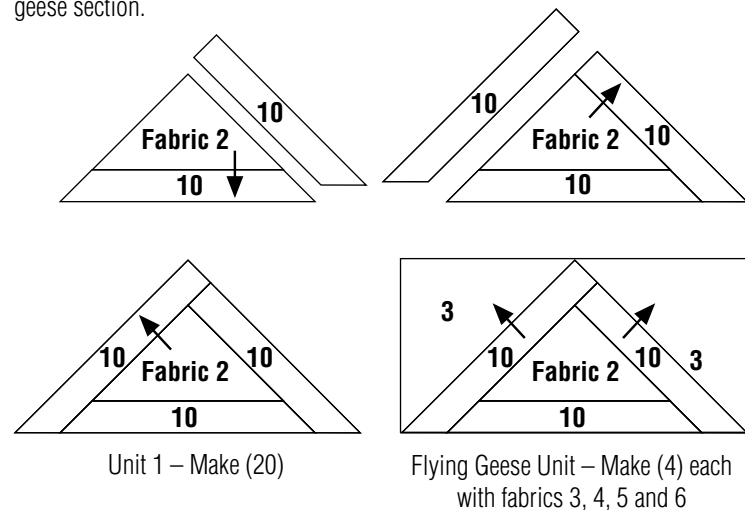 geese section.
10
Fabric 2
10
10
Fabric 2
10
10
10
Fabric 2
10
10
3
10
Fabric 2
10
3
10
Unit 1 – Make (20)
Flying Geese Unit – Make (4) each
with fabrics 3, 4, 5 and 6